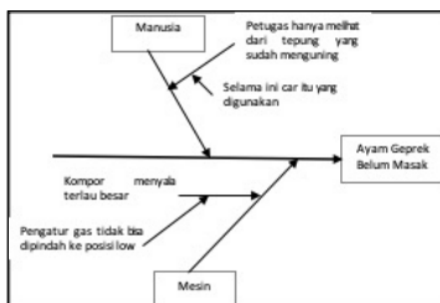 Manusia
Petugas hanya melihat
dari tepung yang
sudah menguning
Selama ini car itu yang
digunakan
Ayam Geprek
Belum Masak
Kompor menyala
terlau besar
Pengatur gas tidak bisa
dipindah ke posisi low
Mesin